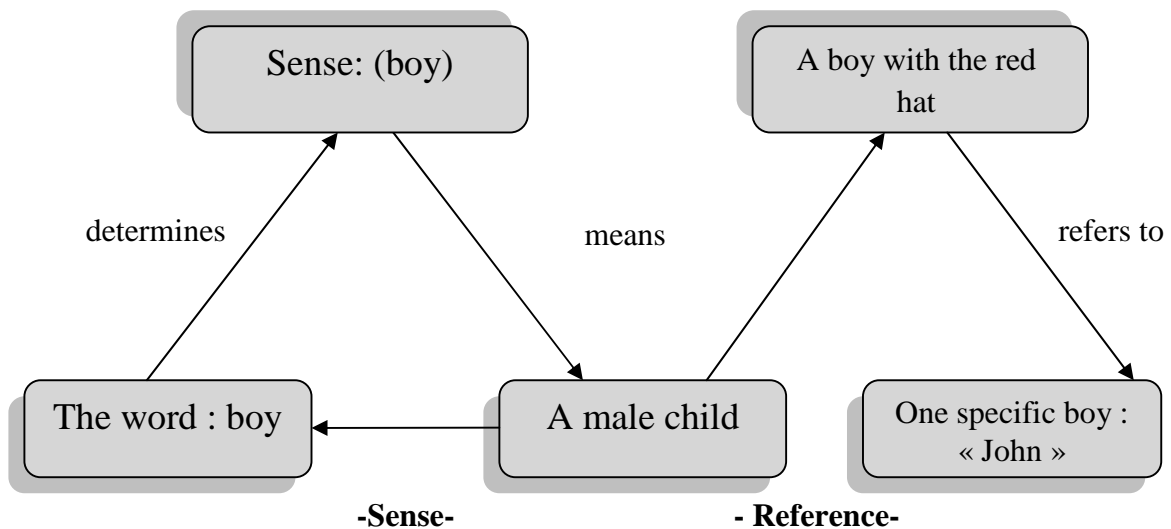 Sense: (boy)
A boy with the red
hat
determines
means
refers to
The word : boy
A male child
One specific boy :
« John »
-Sense-
- Reference-